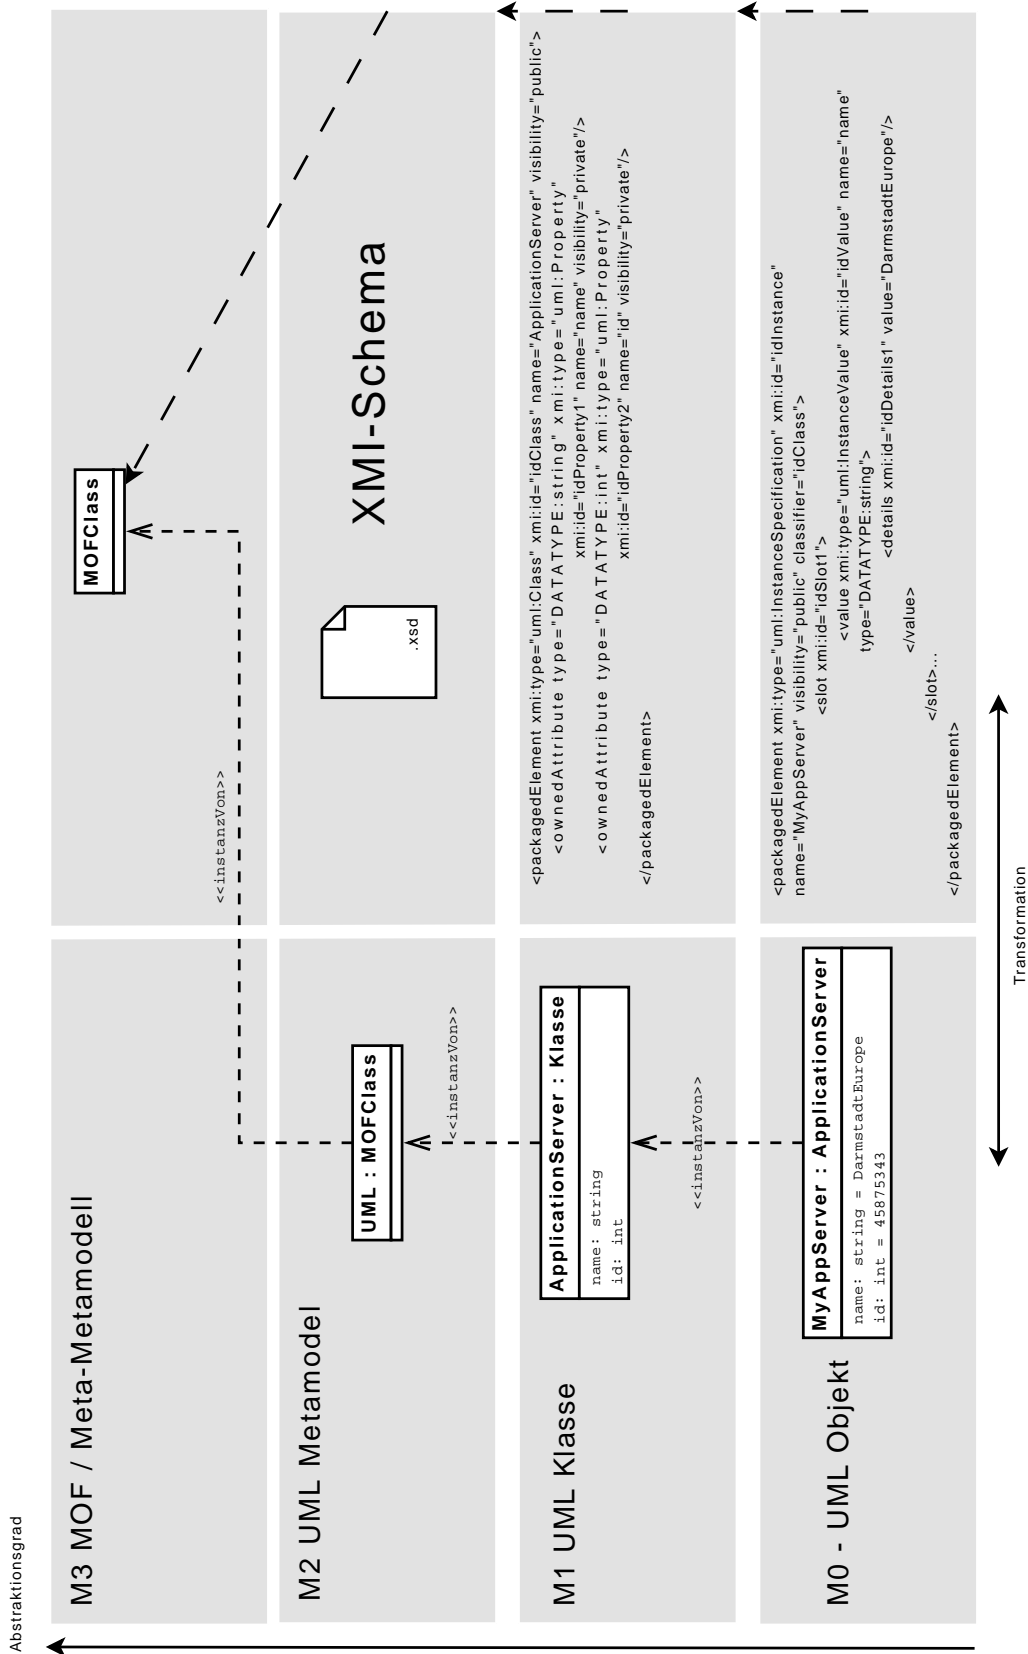 Abstraktionsgrad
M3 MOF / Meta-Metamodell
<<instanzVon>>
MOFClass
M2 UML Metamodel
UML : MOFClass
<<instanzVon>>
.xsd
XMI-Schema
M1 UML Klasse
ApplicationServer : Klasse
name: string
id: int
<<instanzVon>>
<packagedElement xmi:type="uml:Class" xmi:id="idClass" name="ApplicationServer" visibility="public">
<ownedAttribute type="DATATYPE:string" xmi:type="uml:Property"
xmi:id="idProperty1" name="name" visibility="private"/>
<ownedAttribute type="DATATYPE:int" xmi:type="uml:Property"
xmi:id="idProperty2" name="id" visibility="private"/>
</packagedElement>
M0 - UML Objekt
MyAppServer : ApplicationServer
name: string = DarmstadtEurope
id: int = 45875343
<packagedElement xmi:type="uml:InstanceSpecification" xmi:id="idInstance"
name="MyAppServer" visibility="public" classifier="idClass">
<slot xmi:id="idSlot1">
<value xmi:type="uml:InstanceValue" xmi:id="idValue" name="name"
type="DATATYPE:string">
<details xmi:id="idDetails1" value="DarmstadtEurope"/>
</value>
</slot>...
</packagedElement>
Transformation